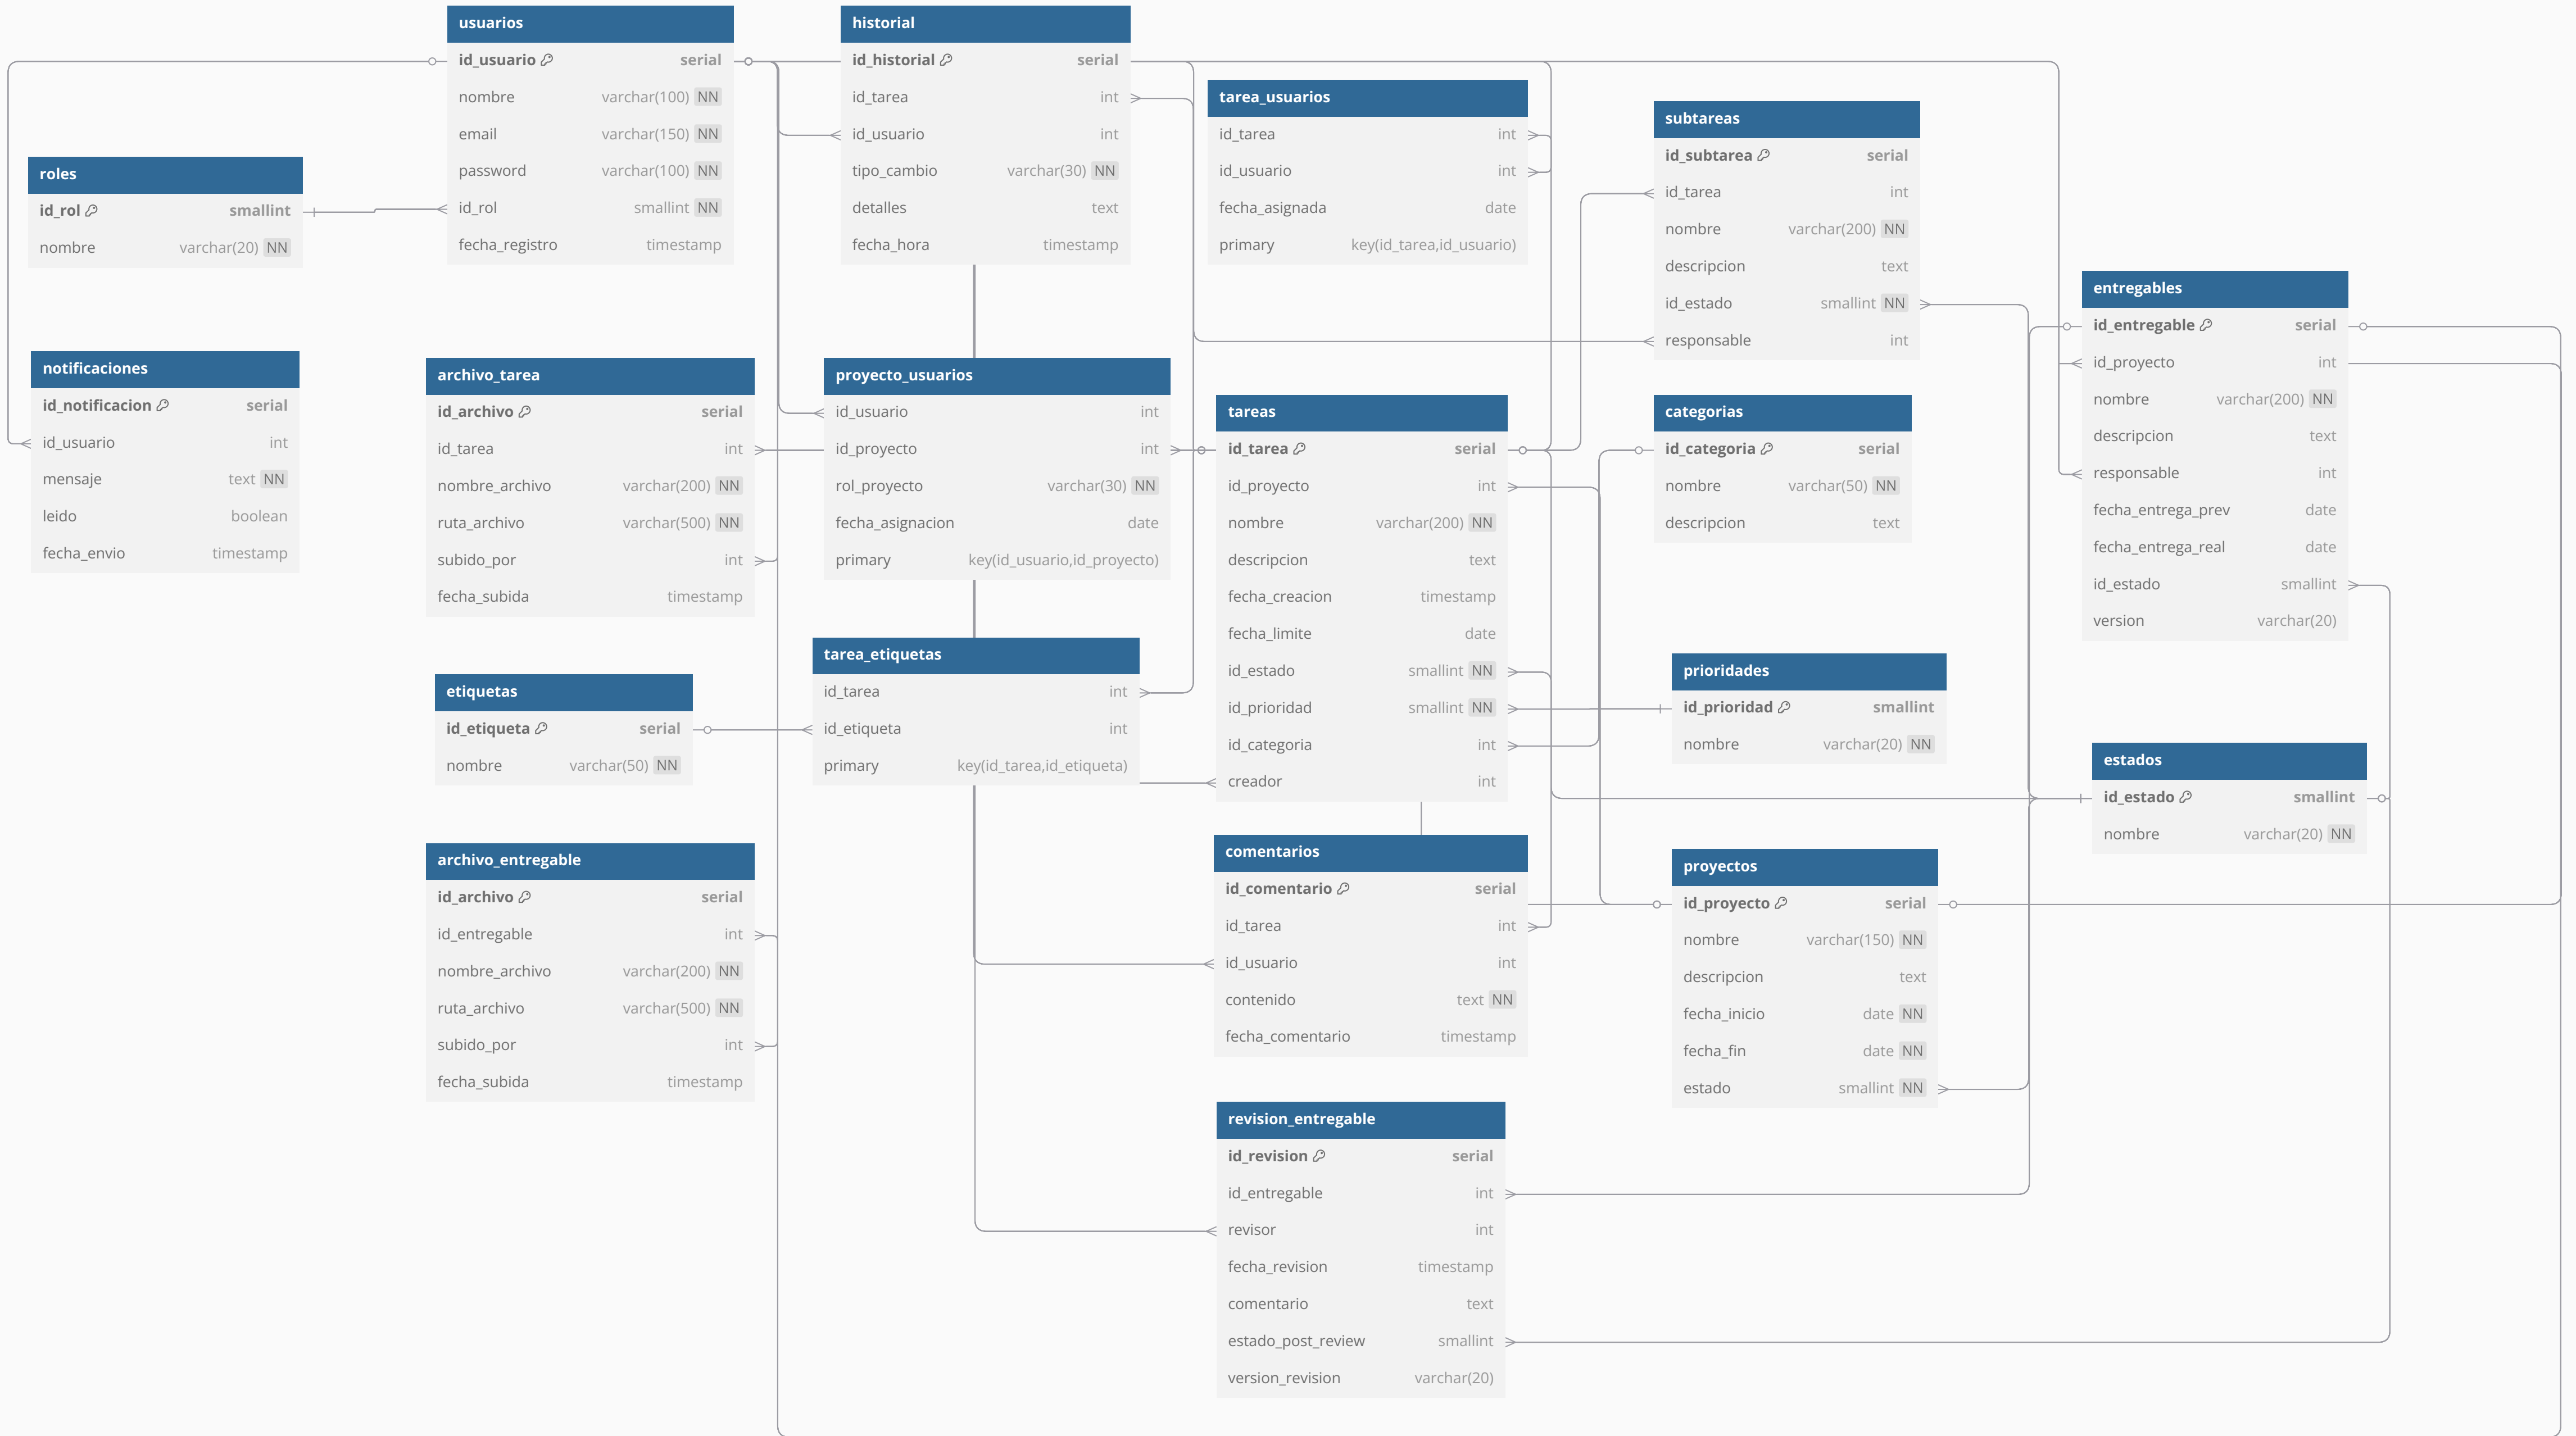 usuarios
id_usuario serial
nombre varchar(100) NN
email varchar(150) NN
password varchar(100) NN
id_rol smallint NN
fecha_registro timestamp
historial
id_historial serial
id_tarea int
id_usuario int
tipo_cambio varchar(30) NN
detalles text
fecha_hora timestamp
tarea_usuarios
id_tarea int
id_usuario int
fecha_asignada date
primary key(id_tarea,id_usuario)
subtareas
id_subtarea serial
id_tarea int
nombre varchar(200) NN
descripcion text
id_estado smallint NN
responsable int
roles
id_rol smallint
nombre varchar(20) NN
entregables
id_entregable serial
id_proyecto int
nombre varchar(200) NN
descripcion text
responsable int
fecha_entrega_prev date
fecha_entrega_real date
id_estado smallint
version varchar(20)
notificaciones
id_notificacion serial
id_usuario int
mensaje text NN
leido boolean
fecha_envio timestamp
archivo_tarea
id_archivo serial
id_tarea int
nombre_archivo varchar(200) NN
ruta_archivo varchar(500) NN
subido_por int
fecha_subida timestamp
proyecto_usuarios
id_usuario int
id_proyecto int
rol_proyecto varchar(30) NN
fecha_asignacion date
primary key(id_usuario,id_proyecto)
tareas
id_tarea serial
id_proyecto int
nombre varchar(200) NN
descripcion text
fecha_creacion timestamp
fecha_limite date
id_estado smallint NN
id_prioridad smallint NN
id_categoria int
creador int
categorias
id_categoria serial
nombre varchar(50) NN
descripcion text
tarea_etiquetas
id_tarea int
id_etiqueta int
primary key(id_tarea,id_etiqueta)
prioridades
id_prioridad smallint
nombre varchar(20) NN
etiquetas
id_etiqueta serial
nombre varchar(50) NN
estados
id_estado smallint
nombre varchar(20) NN
archivo_entregable
id_archivo serial
id_entregable int
nombre_archivo varchar(200) NN
ruta_archivo varchar(500) NN
subido_por int
fecha_subida timestamp
comentarios
id_comentario serial
id_tarea int
id_usuario int
contenido text NN
fecha_comentario timestamp
proyectos
id_proyecto serial
nombre varchar(150) NN
descripcion text
fecha_inicio date NN
fecha_fin date NN
estado smallint NN
revision_entregable
id_revision serial
id_entregable int
revisor int
fecha_revision timestamp
comentario text
estado_post_review smallint
version_revision varchar(20)